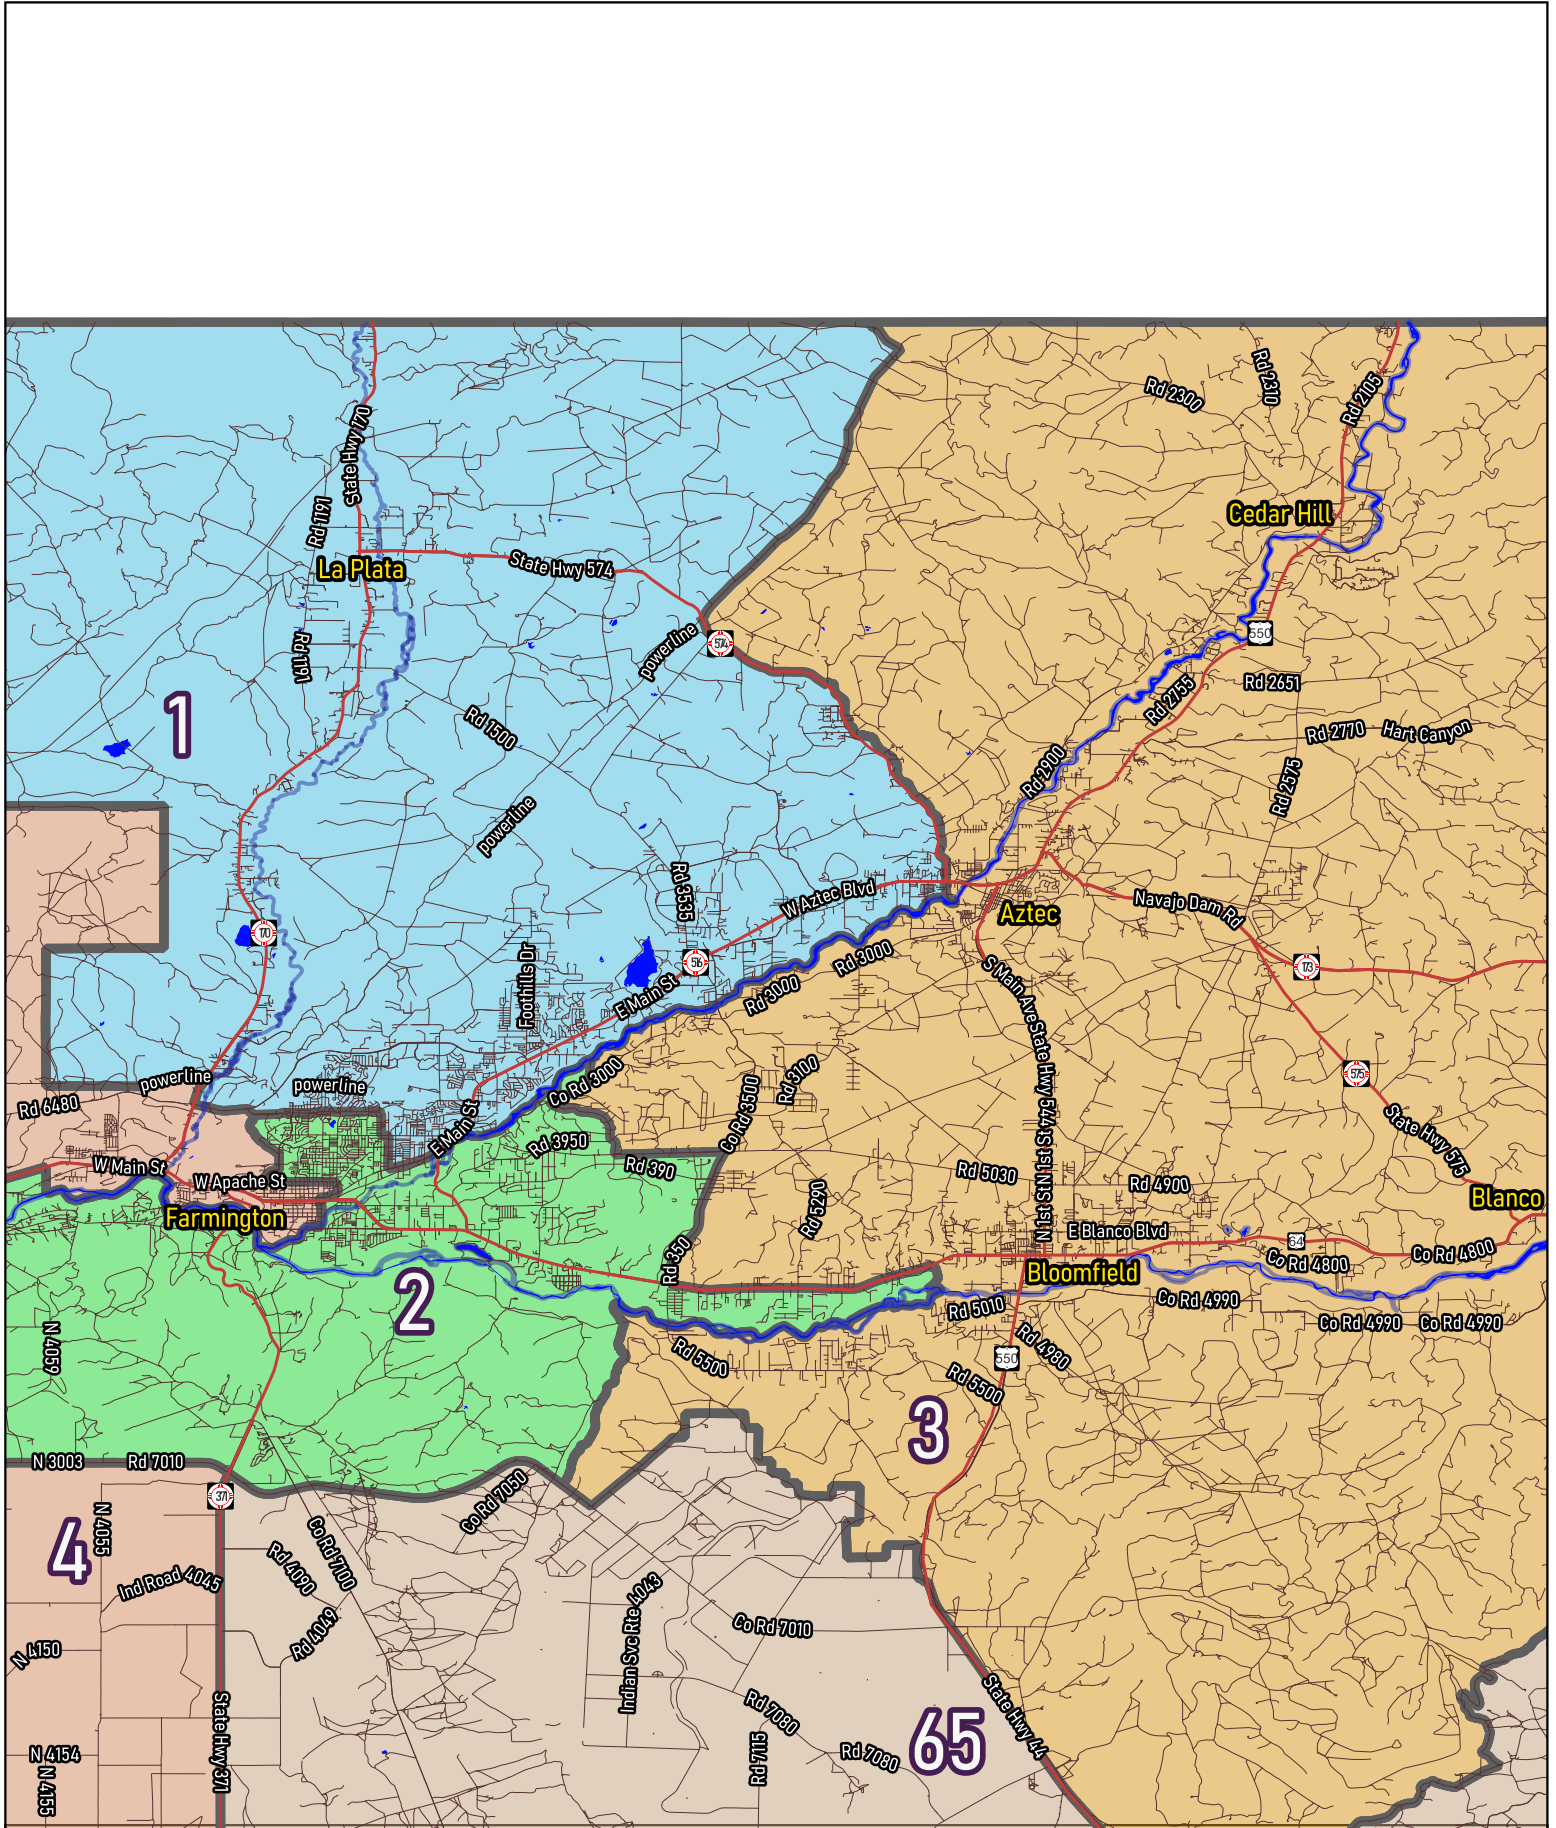 Rd 2300
Rd 2310
Rd 2105
State Hwy 170
Rd 1191
Cedar Hill
La Plata
State Hwy 574
574
powerline
550
Rd 191
Rd 2651
Rd 2755
1
Rd 1500
Rd 2770
Hart Canyon
Rd 2900
Rd 2575
powerline
Rd 3535
W Aztec Blvd
Navajo Dam Rd
Aztec
170
516
Rd 3000
173
Foothills Dr
E Main St
Rd 3000
S Main Ave
State Hwy 544
575
powerline
powerline
Co Rd 3000
Rd 3100
Co Rd 3500
Rd 6480
E Main St
Rd 3950
State Hwy 575
W Main St
Rd 390
N 1st St
N 1st St
Rd 5030
Rd 4900
W Apache St
Rd 5290
Blanco
Farmington
E Blanco Blvd
64
Rd 350
Co Rd 4800
Co Rd 4800
Bloomfield
2
Co Rd 4990
Rd 5010
Co Rd 4990
Co Rd 4990
N 4059
Rd 5500
Rd 4980
550
Rd 5500
3
N 3003
Rd 7010
371
Co Rd 7050
4
N 4055
Co Rd 7100
Rd 4090
Ind Road 4045
Indian Svc Rte 4043
Co Rd 7010
Rd 4049
N 4150
State Hwy 371
State Hwy 44
Rd 7080
65
Rd 7115
Rd 7080
N 4154
N 4155